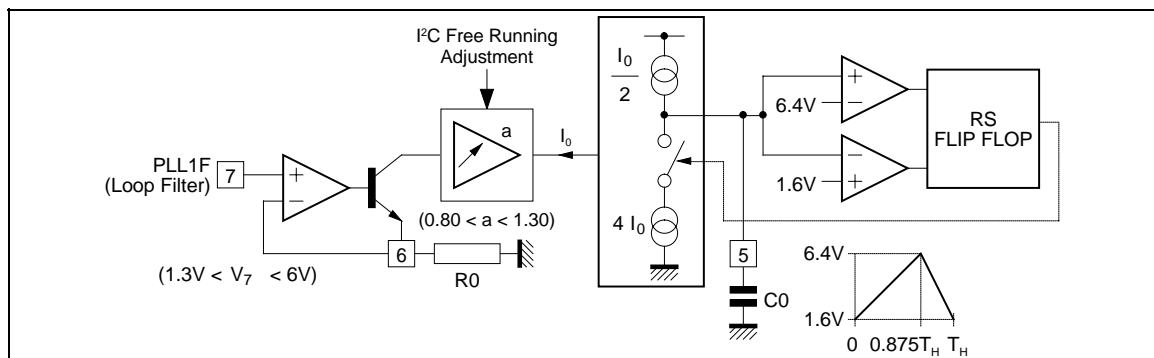 I²C Free Running
Adjustment
I0
2
a
I0
6.4V
+
−
RS
FLIP FLOP
PLL1F
(Loop Filter)
7
+
−
−
+
1.6V
(0.80 < a < 1.30)
4 I0
6
R0
5
(1.3V < V7 < 6V)
C0
6.4V
1.6V
0 0.875TH TH